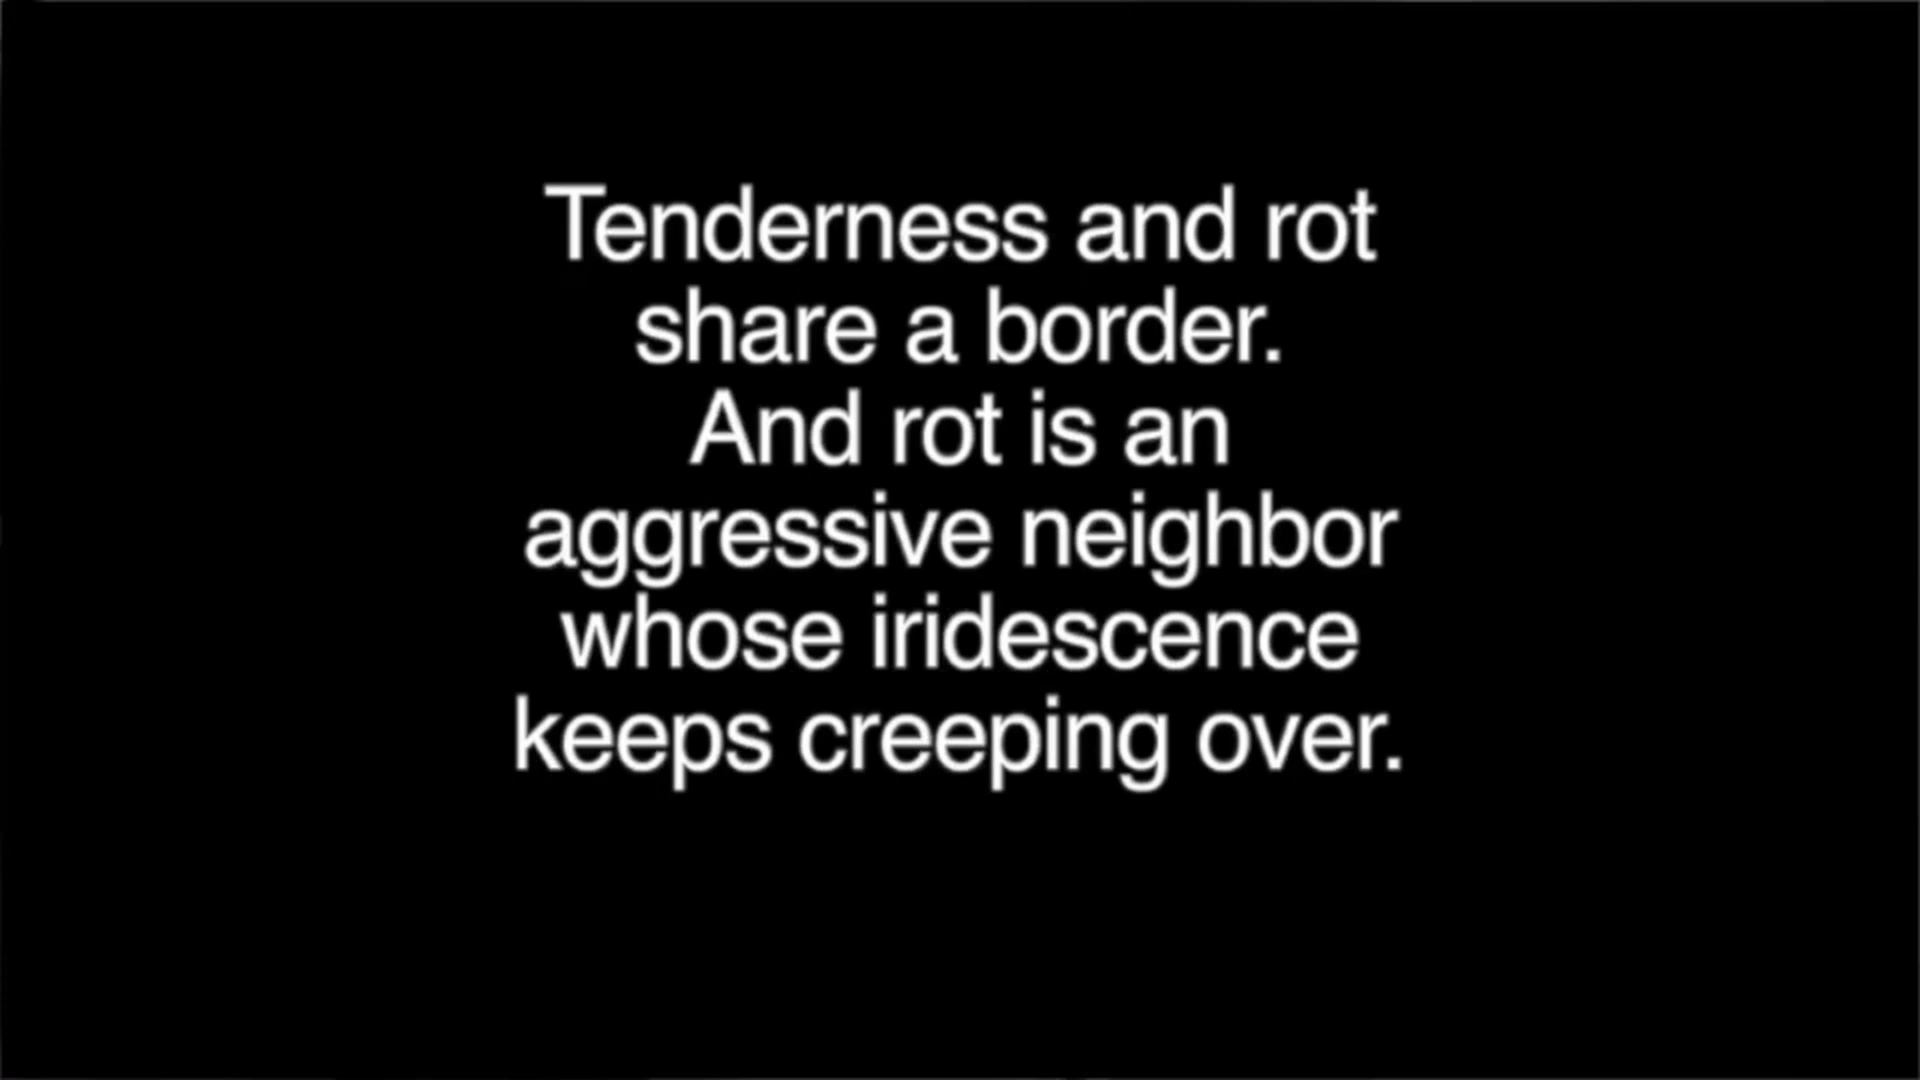 Tenderness and rot
share a border.
And rot is an
aggressive neighbor
whose iridescence
keeps creeping over.